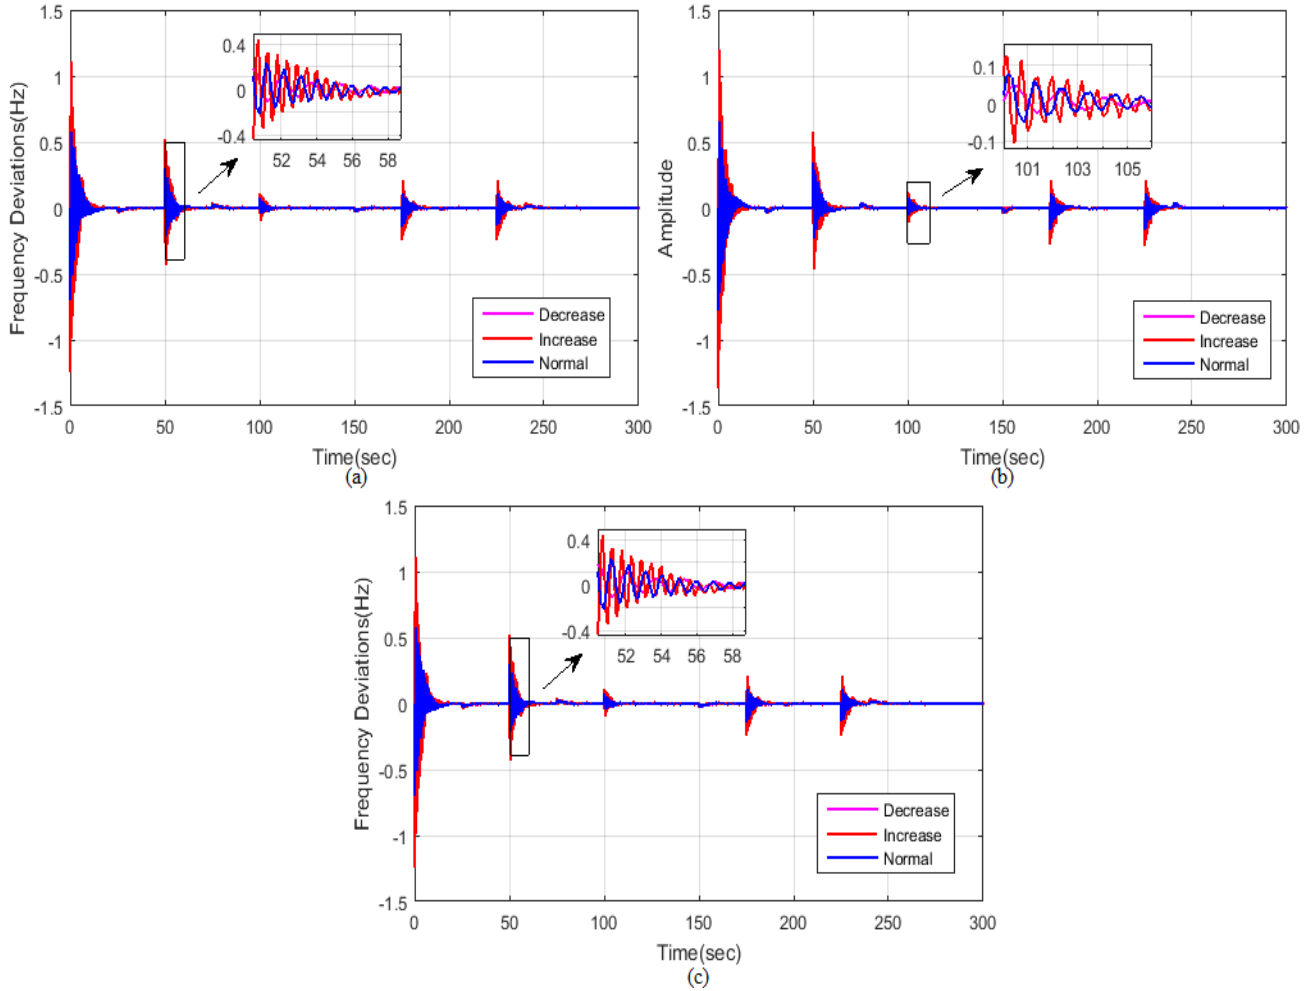 Frequency Deviations(Hz)
1.5
1
0.5
0
-0.5
-1
-1.5
0.4
0
-0.4
52 54 56 58
Decrease
Increase
Normal
0 50 100 150 200 250 300
Time(sec)
(a)
Amplitude
1.5
1
0.5
0
-0.5
-1
-1.5
0.1
0
-0.1
101 103 105
Decrease
Increase
Normal
0 50 100 150 200 250 300
Time(sec)
(b)
Frequency Deviations(Hz)
1.5
1
0.5
0
-0.5
-1
-1.5
0.4
0
-0.4
52 54 56 58
Decrease
Increase
Normal
0 50 100 150 200 250 300
Time(sec)
(c)